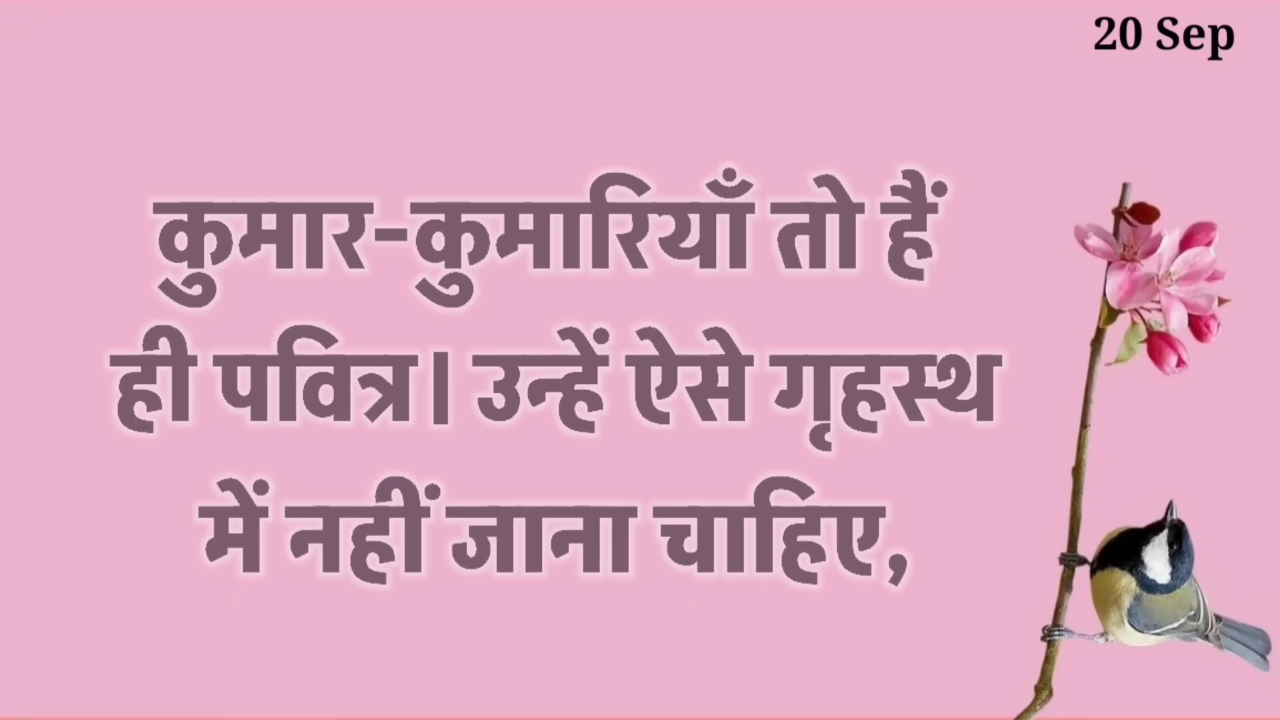 20 Sep
कुमार-कुमारियाँ तो हैं
ही पवित्र। उन्हें ऐसे गृहस्थ
में नहीं जाना चाहिए,